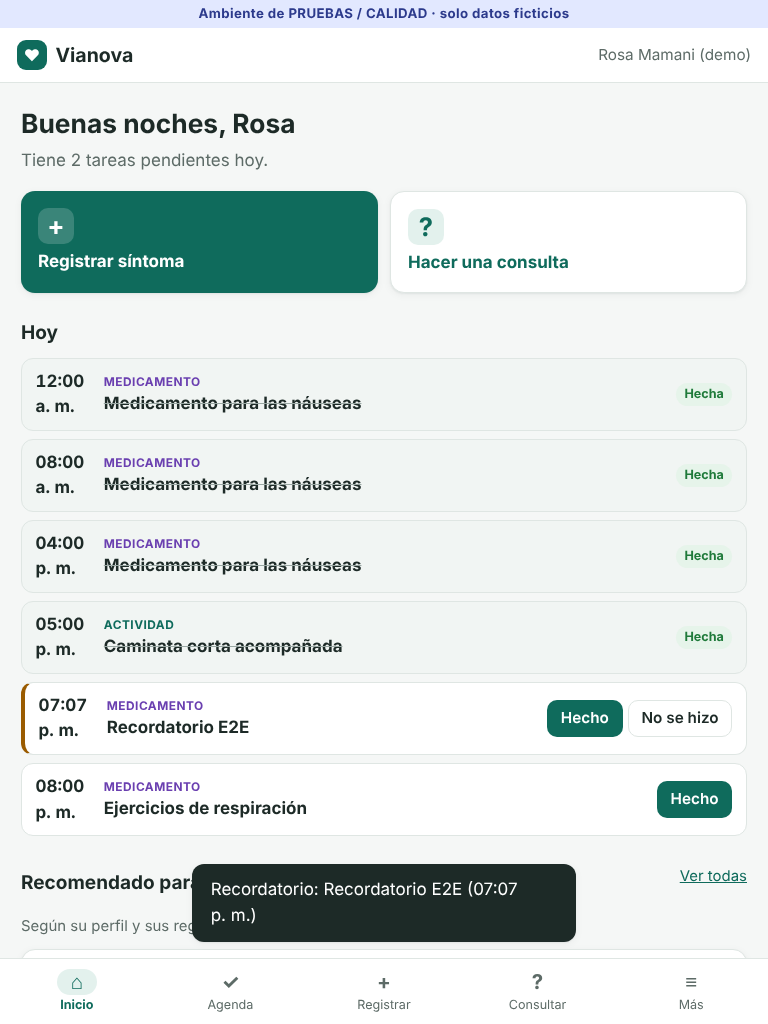 Ambiente de PRUEBAS / CALIDAD · solo datos ficticios
Vianova
Rosa Mamani (demo)
Buenas noches, Rosa
Tiene 2 tareas pendientes hoy.
+
Registrar síntoma
?
Hacer una consulta
Hoy
12:00 a. m.
MEDICAMENTO
Medicamento para las náuseas
Hecha
08:00 a. m.
MEDICAMENTO
Medicamento para las náuseas
Hecha
04:00 p. m.
MEDICAMENTO
Medicamento para las náuseas
Hecha
05:00 p. m.
ACTIVIDAD
Caminata corta acompañada
Hecha
07:07 p. m.
MEDICAMENTO
Recordatorio E2E
Hecho
No se hizo
08:00 p. m.
MEDICAMENTO
Ejercicios de respiración
Hecho
Recomendado para
Ver todas
Según su perfil y sus
Recordatorio: Recordatorio E2E (07:07
p. m.)
Inicio
Agenda
Registrar
Consultar
Más